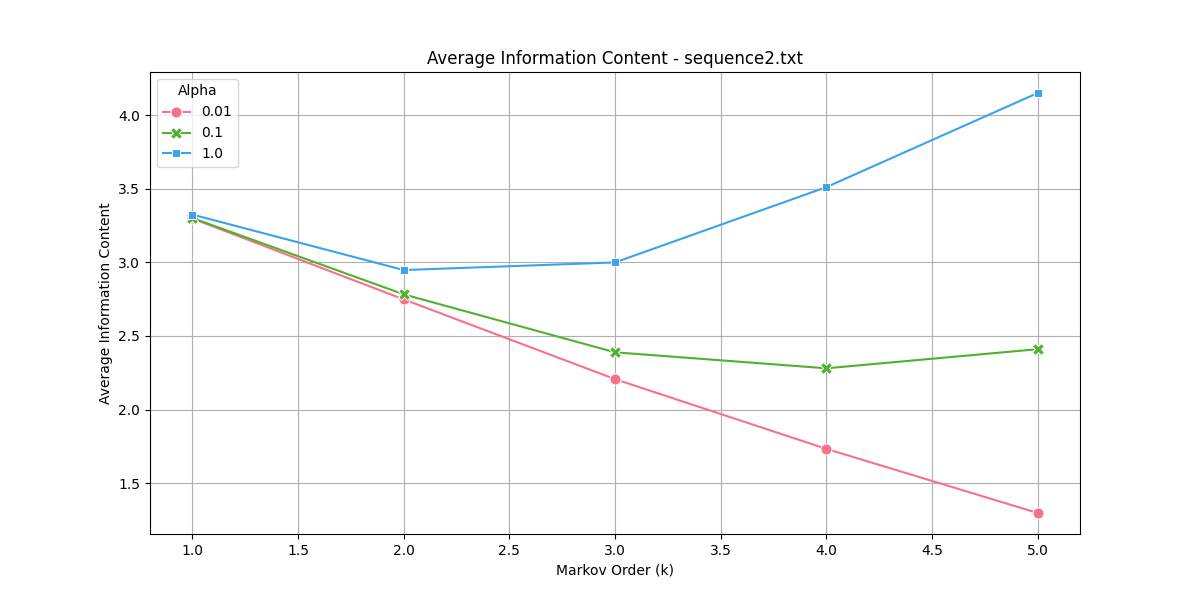 Average Information Content - sequence2.txt
Alpha
0.01
0.1
1.0
Average Information Content
4.0
3.5
3.0
2.5
2.0
1.5
1.0 1.5 2.0 2.5 3.0 3.5 4.0 4.5 5.0
Markov Order (k)